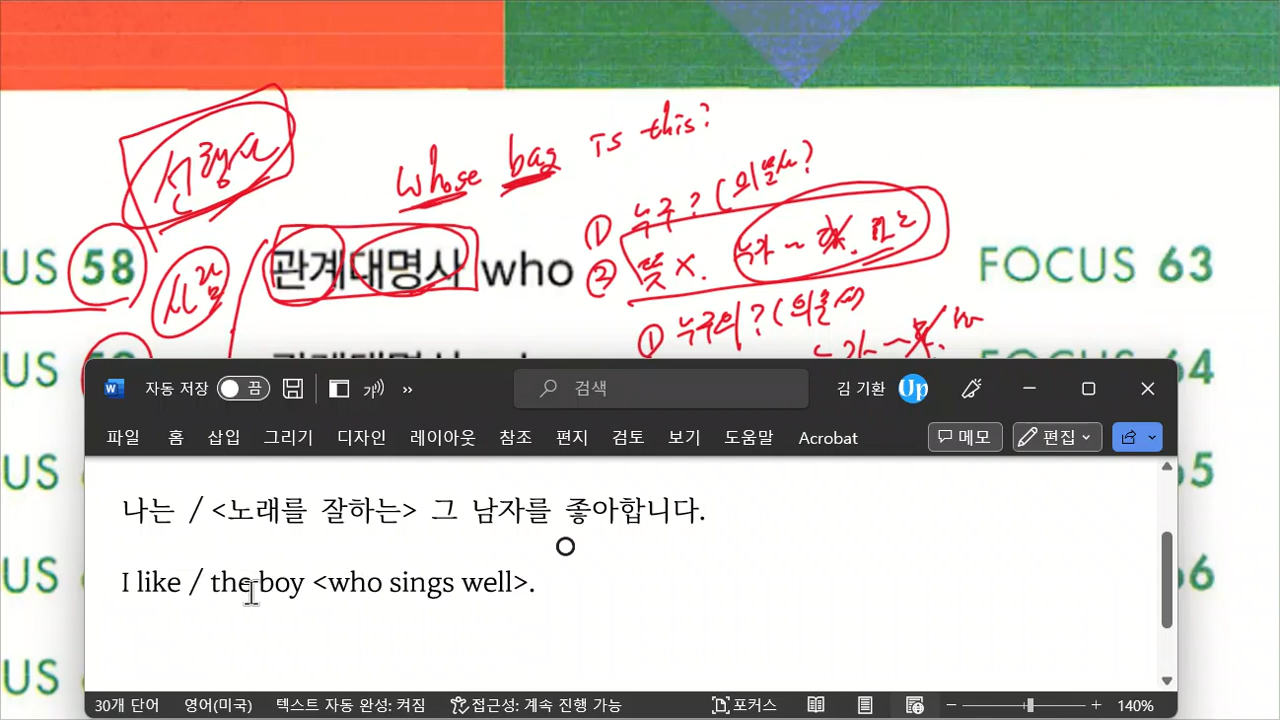 선행사
whose bag is this?
① 누구? (의문사?
US 58
사람
관계대명사 who
② 뜻 X.
FOCUS 63
① 누구의? (의문사
US
64
자동 저장 끔
가))
»
검색
김 기환
Up
파일 홈 삽입 그리기 디자인 레이아웃 참조 편지 검토 보기 도움말 Acrobat 메모 편집
US
65
나는 / <노래를 잘하는> 그 남자를 좋아합니다.
US
66
I like / the boy <who sings well>.
US
30개 단어 영어(미국) 텍스트 자동 완성: 켜짐 접근성: 계속 진행 가능 포커스 140%